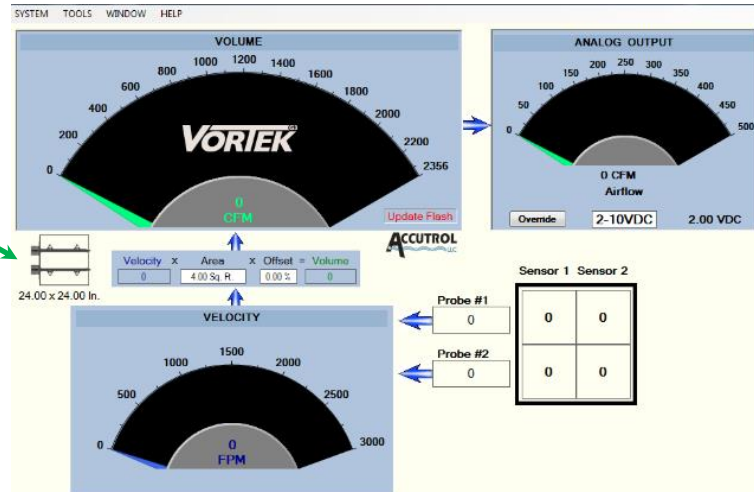 SYSTEM TOOLS WINDOW HELP
VOLUME
0 200 400 600 800 1000 1200 1400 1600 1800 2000 2200 2356
VORTEK
0
CFM
Update Flash
ANALOG OUTPUT
0 50 100 150 200 250 300 350 400 450 500
0 CFM
Airflow
Override 2-10VDC 2.00 VDC
ACCUTROL LLC
24.00 x 24.00 In.
Velocity x Area x Offset = Volume
0 4.00 Sq. Ft. 0.00 % 0
VELOCITY
0 500 1000 1500 2000 2500 3000
0
FPM
Sensor 1 Sensor 2
Probe #1
0 0 0
Probe #2
0 0 0